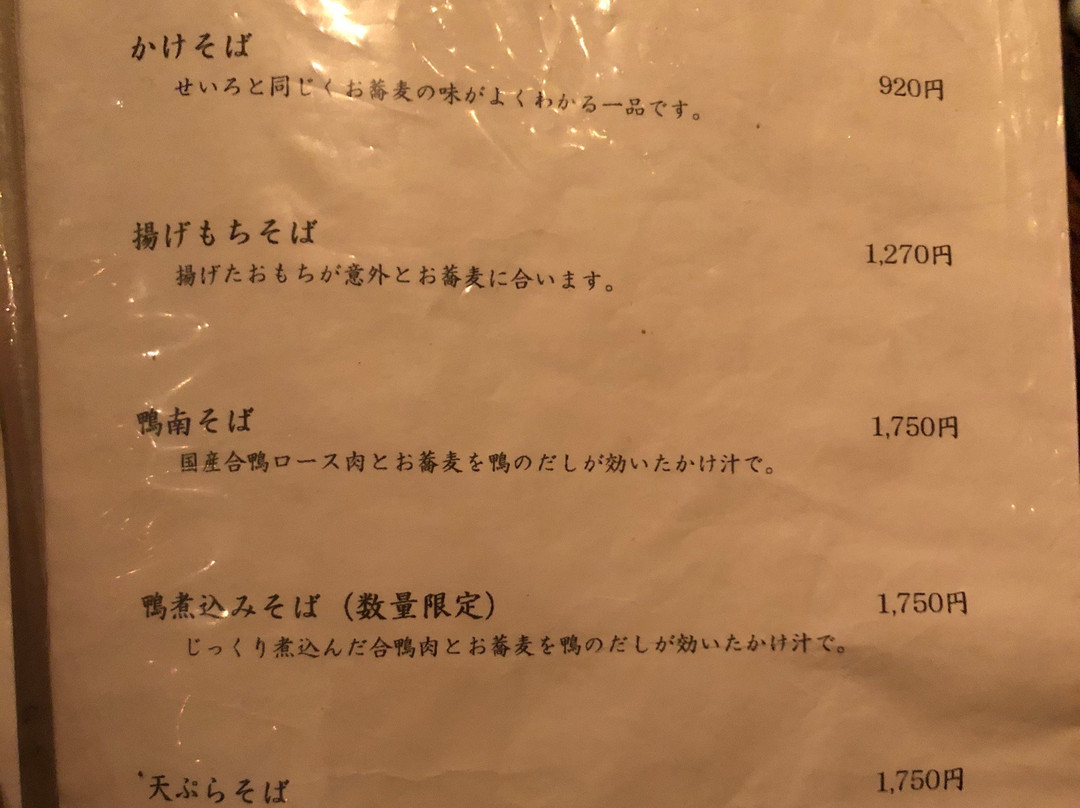 かけそば
せいろと同じくお蕎麦の味がよくわかる一品です。
920円
揚げもちそば
揚げたおもちが意外とお蕎麦に合います。
1,270円
鴨南そば
国産合鴨ロース肉とお蕎麦を鴨のだしが効いたかけ汁で。
1,750円
鴨煮込みそば（数量限定）
じっくり煮込んだ合鴨肉とお蕎麦を鴨のだしが効いたかけ汁で。
1,750円
天ぷらそば
1,750円